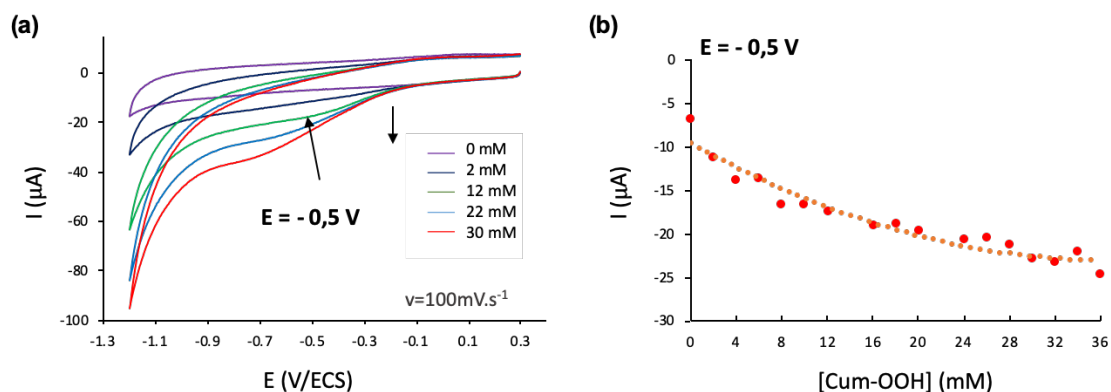 (a)
0
-20
-40
-60
-80
-100
I (µA)
-1.3 -1.1 -0.9 -0.7 -0.5 -0.3 -0.1 0.1 0.3
E (V/ECS)
E = - 0,5 V
0 mM
2 mM
12 mM
22 mM
30 mM
v=100mV.s-1
(b)
E = - 0,5 V
0
-5
-10
-15
-20
-25
-30
I (µA)
0 4 8 12 16 20 24 28 32 36
[Cum-OOH] (mM)